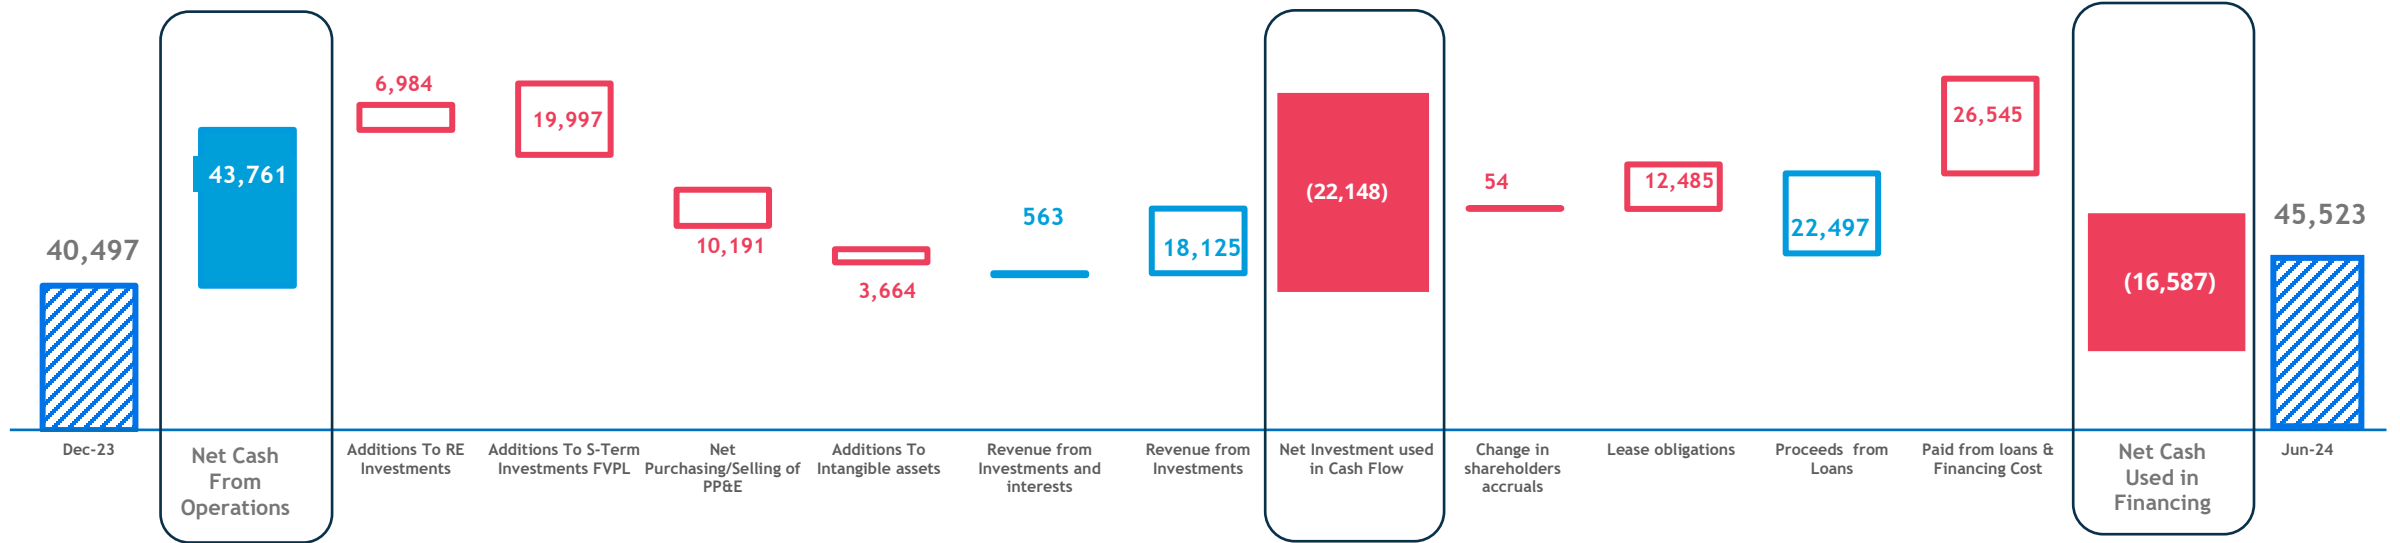 40,497
43,761
6,984
19,997
10,191
3,664
563
18,125
(22,148)
54
12,485
22,497
26,545
(16,587)
45,523
Dec-23
Net Cash
From
Operations
Additions To RE
Investments
Additions To S-Term
Investments FVPL
Net
Purchasing/Selling of
PP&E
Additions To
Intangible assets
Revenue from
Investments and
interests
Revenue from
Investments
Net Investment used
in Cash Flow
Change in
shareholders
accruals
Lease obligations
Proceeds from
Loans
Paid from loans &
Financing Cost
Net Cash
Used in
Financing
Jun-24